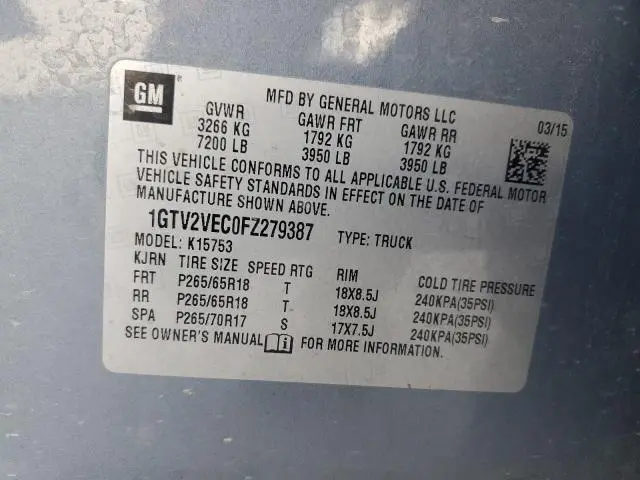 GM
MFD BY GENERAL MOTORS LLC
03/15
GVWR GAWR FRT GAWR RR
3266 KG 1792 KG 1792 KG
7200 LB 3950 LB 3950 LB
THIS VEHICLE CONFORMS TO ALL APPLICABLE U.S. FEDERAL MOTOR
VEHICLE SAFETY STANDARDS IN EFFECT ON THE DATE OF
MANUFACTURE SHOWN ABOVE.
1GTV2VEC0FZ279387 TYPE: TRUCK
MODEL: K15753
KJRN TIRE SIZE SPEED RTG RIM COLD TIRE PRESSURE
FRT P265/65R18 T 18X8.5J 240KPA(35PSI)
RR P265/65R18 T 18X8.5J 240KPA(35PSI)
SPA P265/70R17 S 17X7.5J 240KPA(35PSI)
SEE OWNER'S MANUAL FOR MORE INFORMATION.